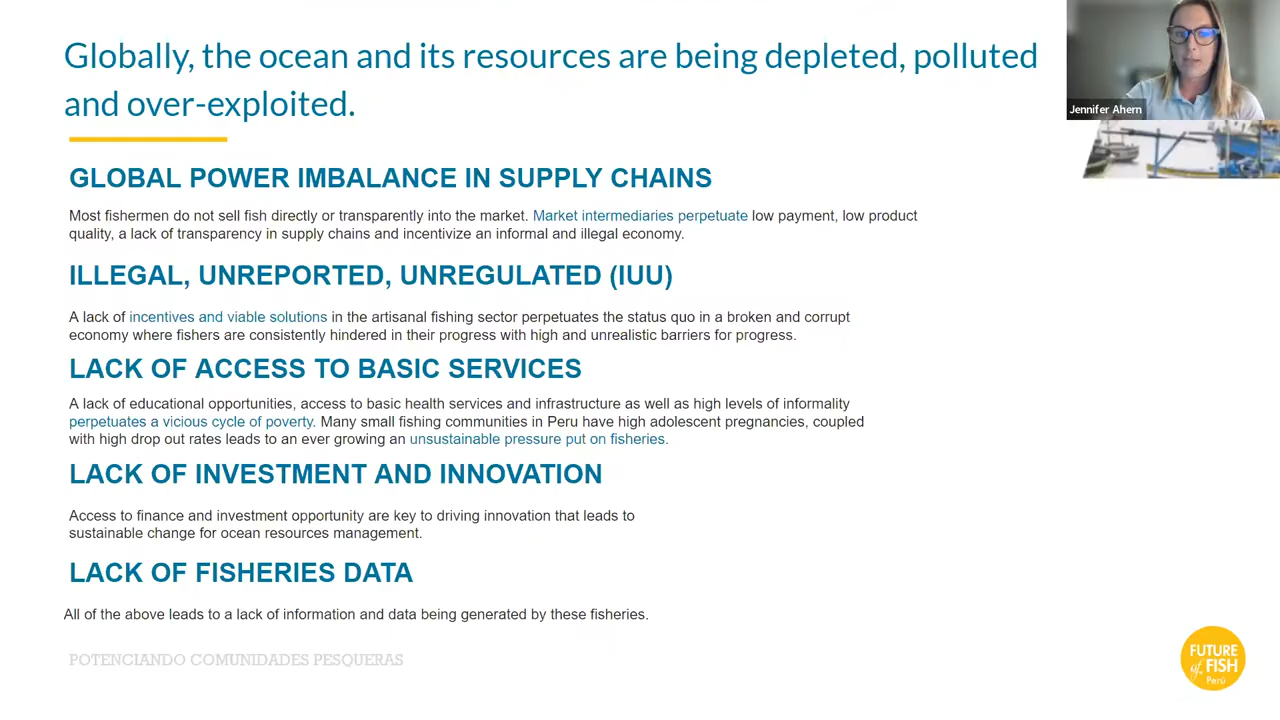 Globally, the ocean and its resources are being depleted, polluted
and over-exploited.
Jennifer Ahern
GLOBAL POWER IMBALANCE IN SUPPLY CHAINS
Most fishermen do not sell fish directly or transparently into the market. Market intermediaries perpetuate low payment, low product
quality, a lack of transparency in supply chains and incentivize an informal and illegal economy.
ILLEGAL, UNREPORTED, UNREGULATED (IUU)
A lack of incentives and viable solutions in the artisanal fishing sector perpetuates the status quo in a broken and corrupt
economy where fishers are consistently hindered in their progress with high and unrealistic barriers for progress.
LACK OF ACCESS TO BASIC SERVICES
A lack of educational opportunities, access to basic health services and infrastructure as well as high levels of informality
perpetuates a vicious cycle of poverty. Many small fishing communities in Peru have high adolescent pregnancies, coupled
with high drop out rates leads to an ever growing an unsustainable pressure put on fisheries.
LACK OF INVESTMENT AND INNOVATION
Access to finance and investment opportunity are key to driving innovation that leads to
sustainable change for ocean resources management.
LACK OF FISHERIES DATA
All of the above leads to a lack of information and data being generated by these fisheries.
POTENCIANDO COMUNIDADES PESQUERAS
FUTURE
of FISH
Perú